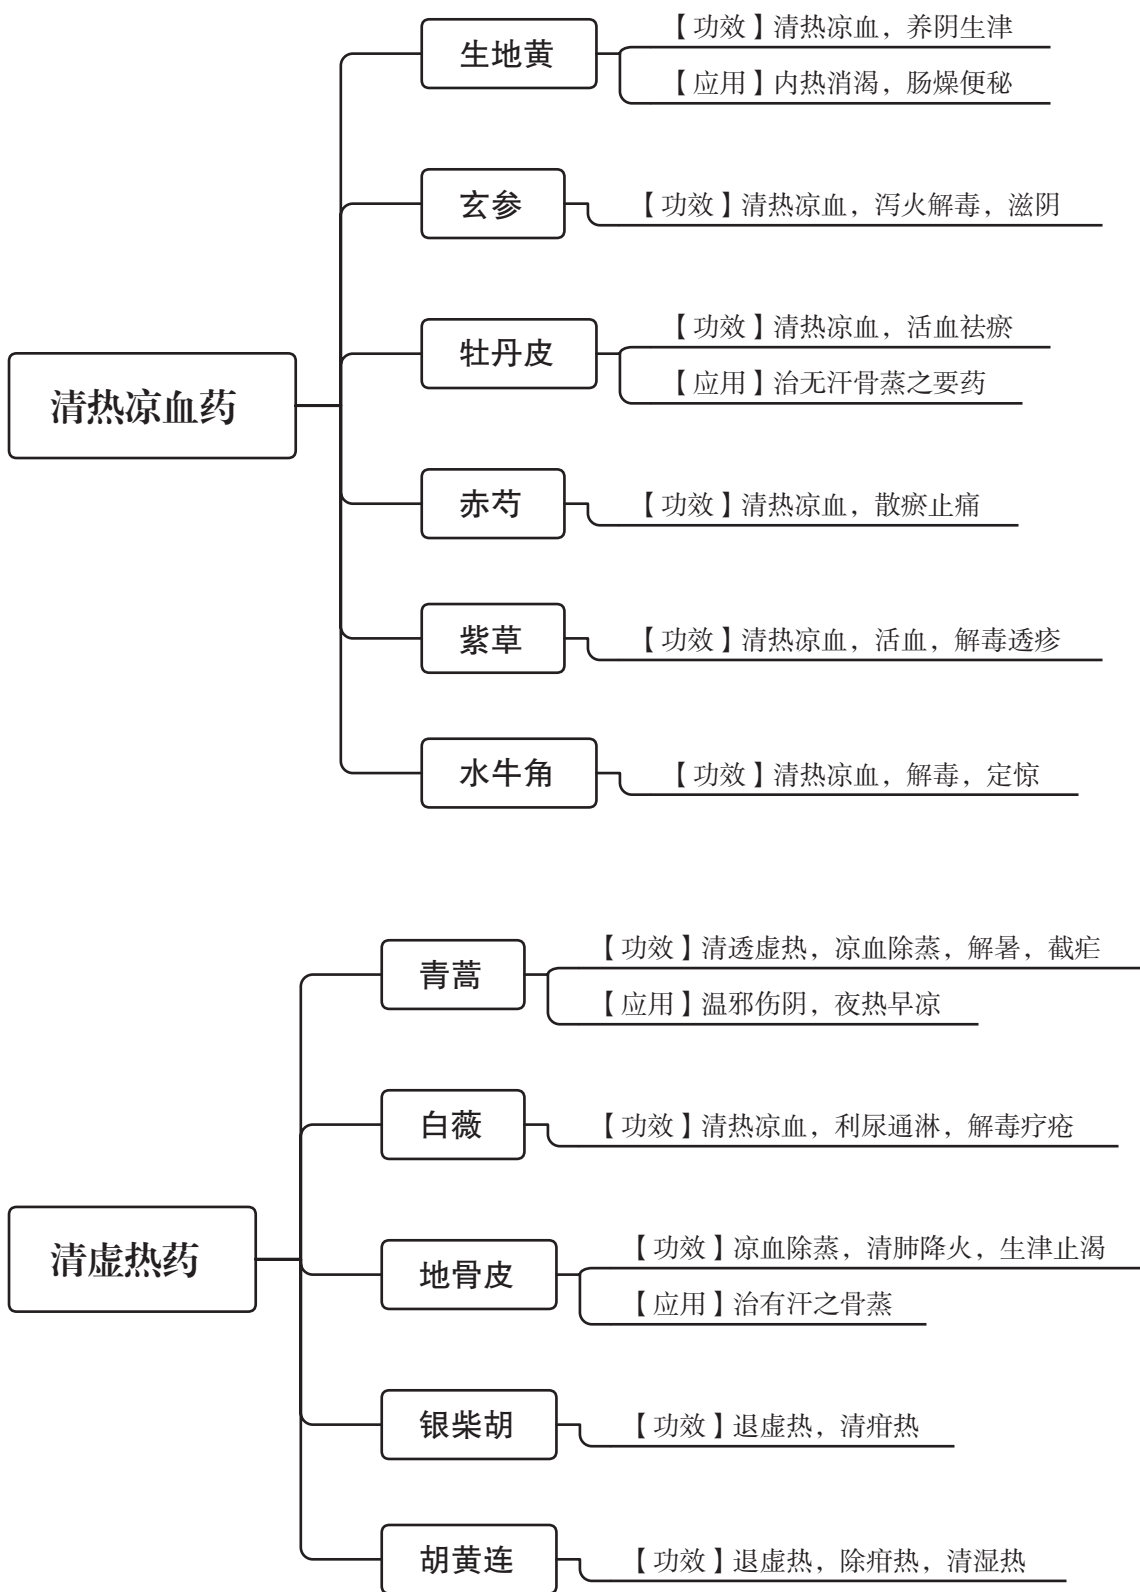 清热凉血药
生地黄
【功效】清热凉血，养阴生津
【应用】内热消渴，肠燥便秘
玄参
【功效】清热凉血，泻火解毒，滋阴
牡丹皮
【功效】清热凉血，活血祛瘀
【应用】治无汗骨蒸之要药
赤芍
【功效】清热凉血，散瘀止痛
紫草
【功效】清热凉血，活血，解毒透疹
水牛角
【功效】清热凉血，解毒，定惊
清虚热药
青蒿
【功效】清透虚热，凉血除蒸，解暑，截疟
【应用】温邪伤阴，夜热早凉
白薇
【功效】清热凉血，利尿通淋，解毒疗疮
地骨皮
【功效】凉血除蒸，清肺降火，生津止渴
【应用】治有汗之骨蒸
银柴胡
【功效】退虚热，清疳热
胡黄连
【功效】退虚热，除疳热，清湿热